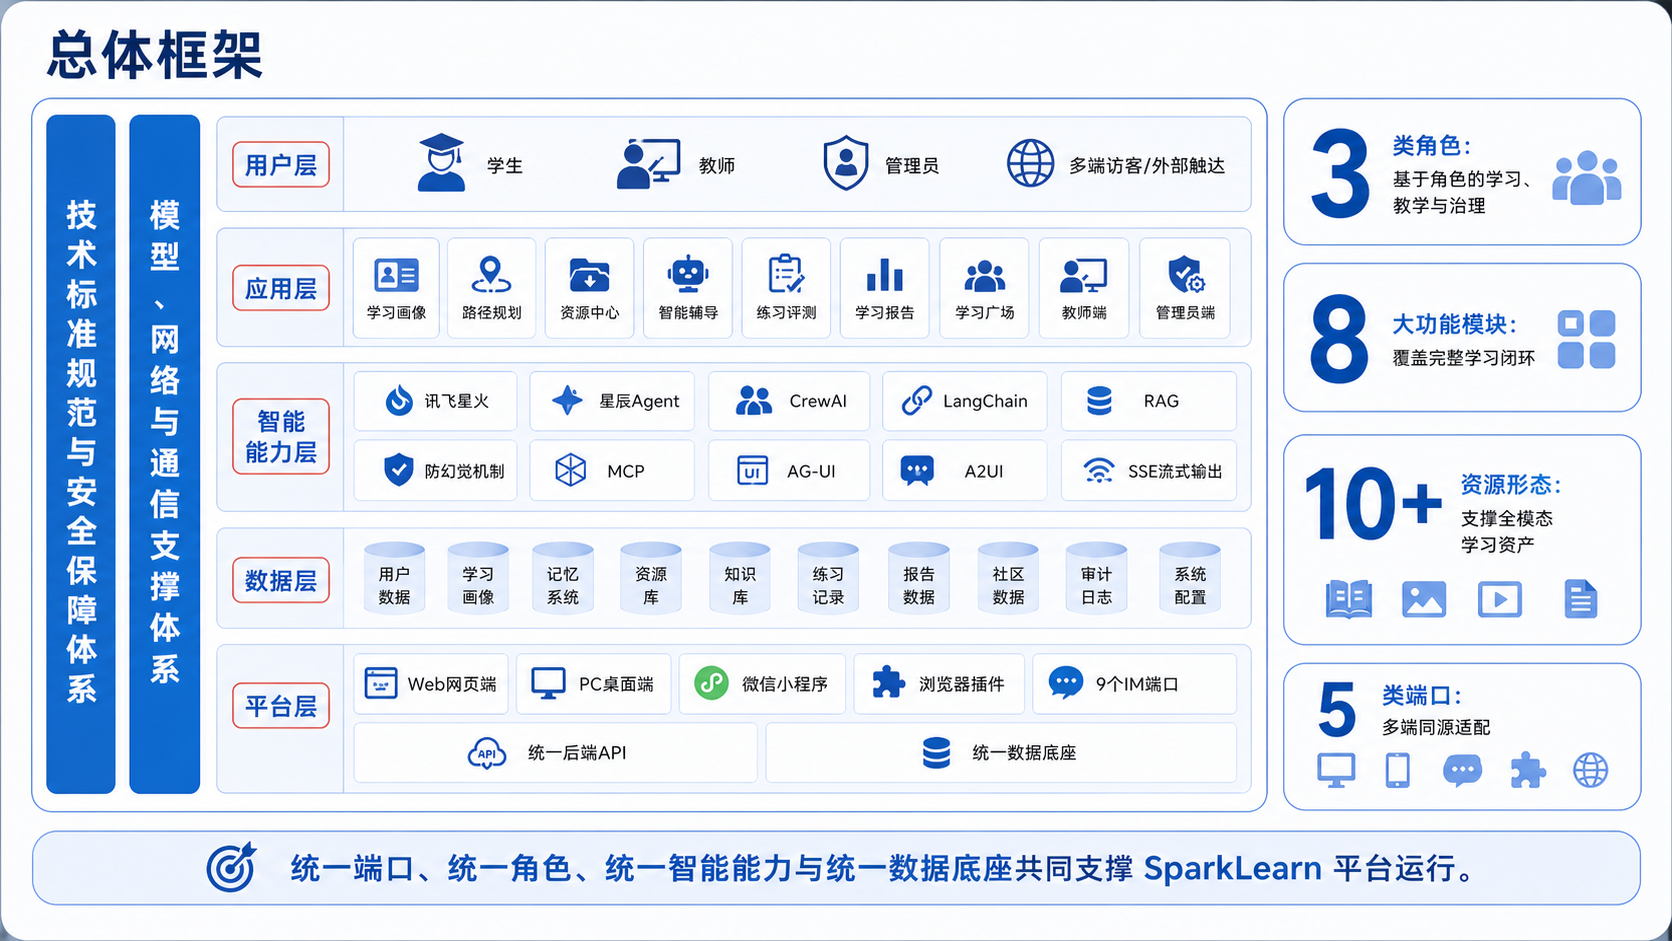 总体框架
技术标准规范与安全保障体系
模型、网络与通信支撑体系
用户层
学生
教师
管理员
多端访客/外部触达
应用层
学习画像
路径规划
资源中心
智能辅导
练习评测
学习报告
学习广场
教师端
管理员端
智能
能力层
讯飞星火
星辰Agent
CrewAI
LangChain
RAG
防幻觉机制
MCP
UI
AG-UI
A2UI
SSE流式输出
数据层
用户
数据
学习
画像
记忆
系统
资源
库
知识
库
练习
记录
报告
数据
社区
数据
审计
日志
系统
配置
平台层
Web网页端
PC桌面端
微信小程序
浏览器插件
9个IM端口
API
统一后端API
统一数据底座
3
类角色：
基于角色的学习、
教学与治理
8
大功能模块：
覆盖完整学习闭环
10+
资源形态：
支撑全模态
学习资产
5
类端口：
多端同源适配
统一端口、统一角色、统一智能能力与统一数据底座共同支撑 SparkLearn 平台运行。